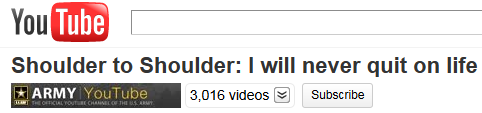 YouTube
Shoulder to Shoulder: I will never quit on life
ARMY YouTube
THE OFFICIAL YOUTUBE CHANNEL OF THE U.S. ARMY
3,016 videos
Subscribe